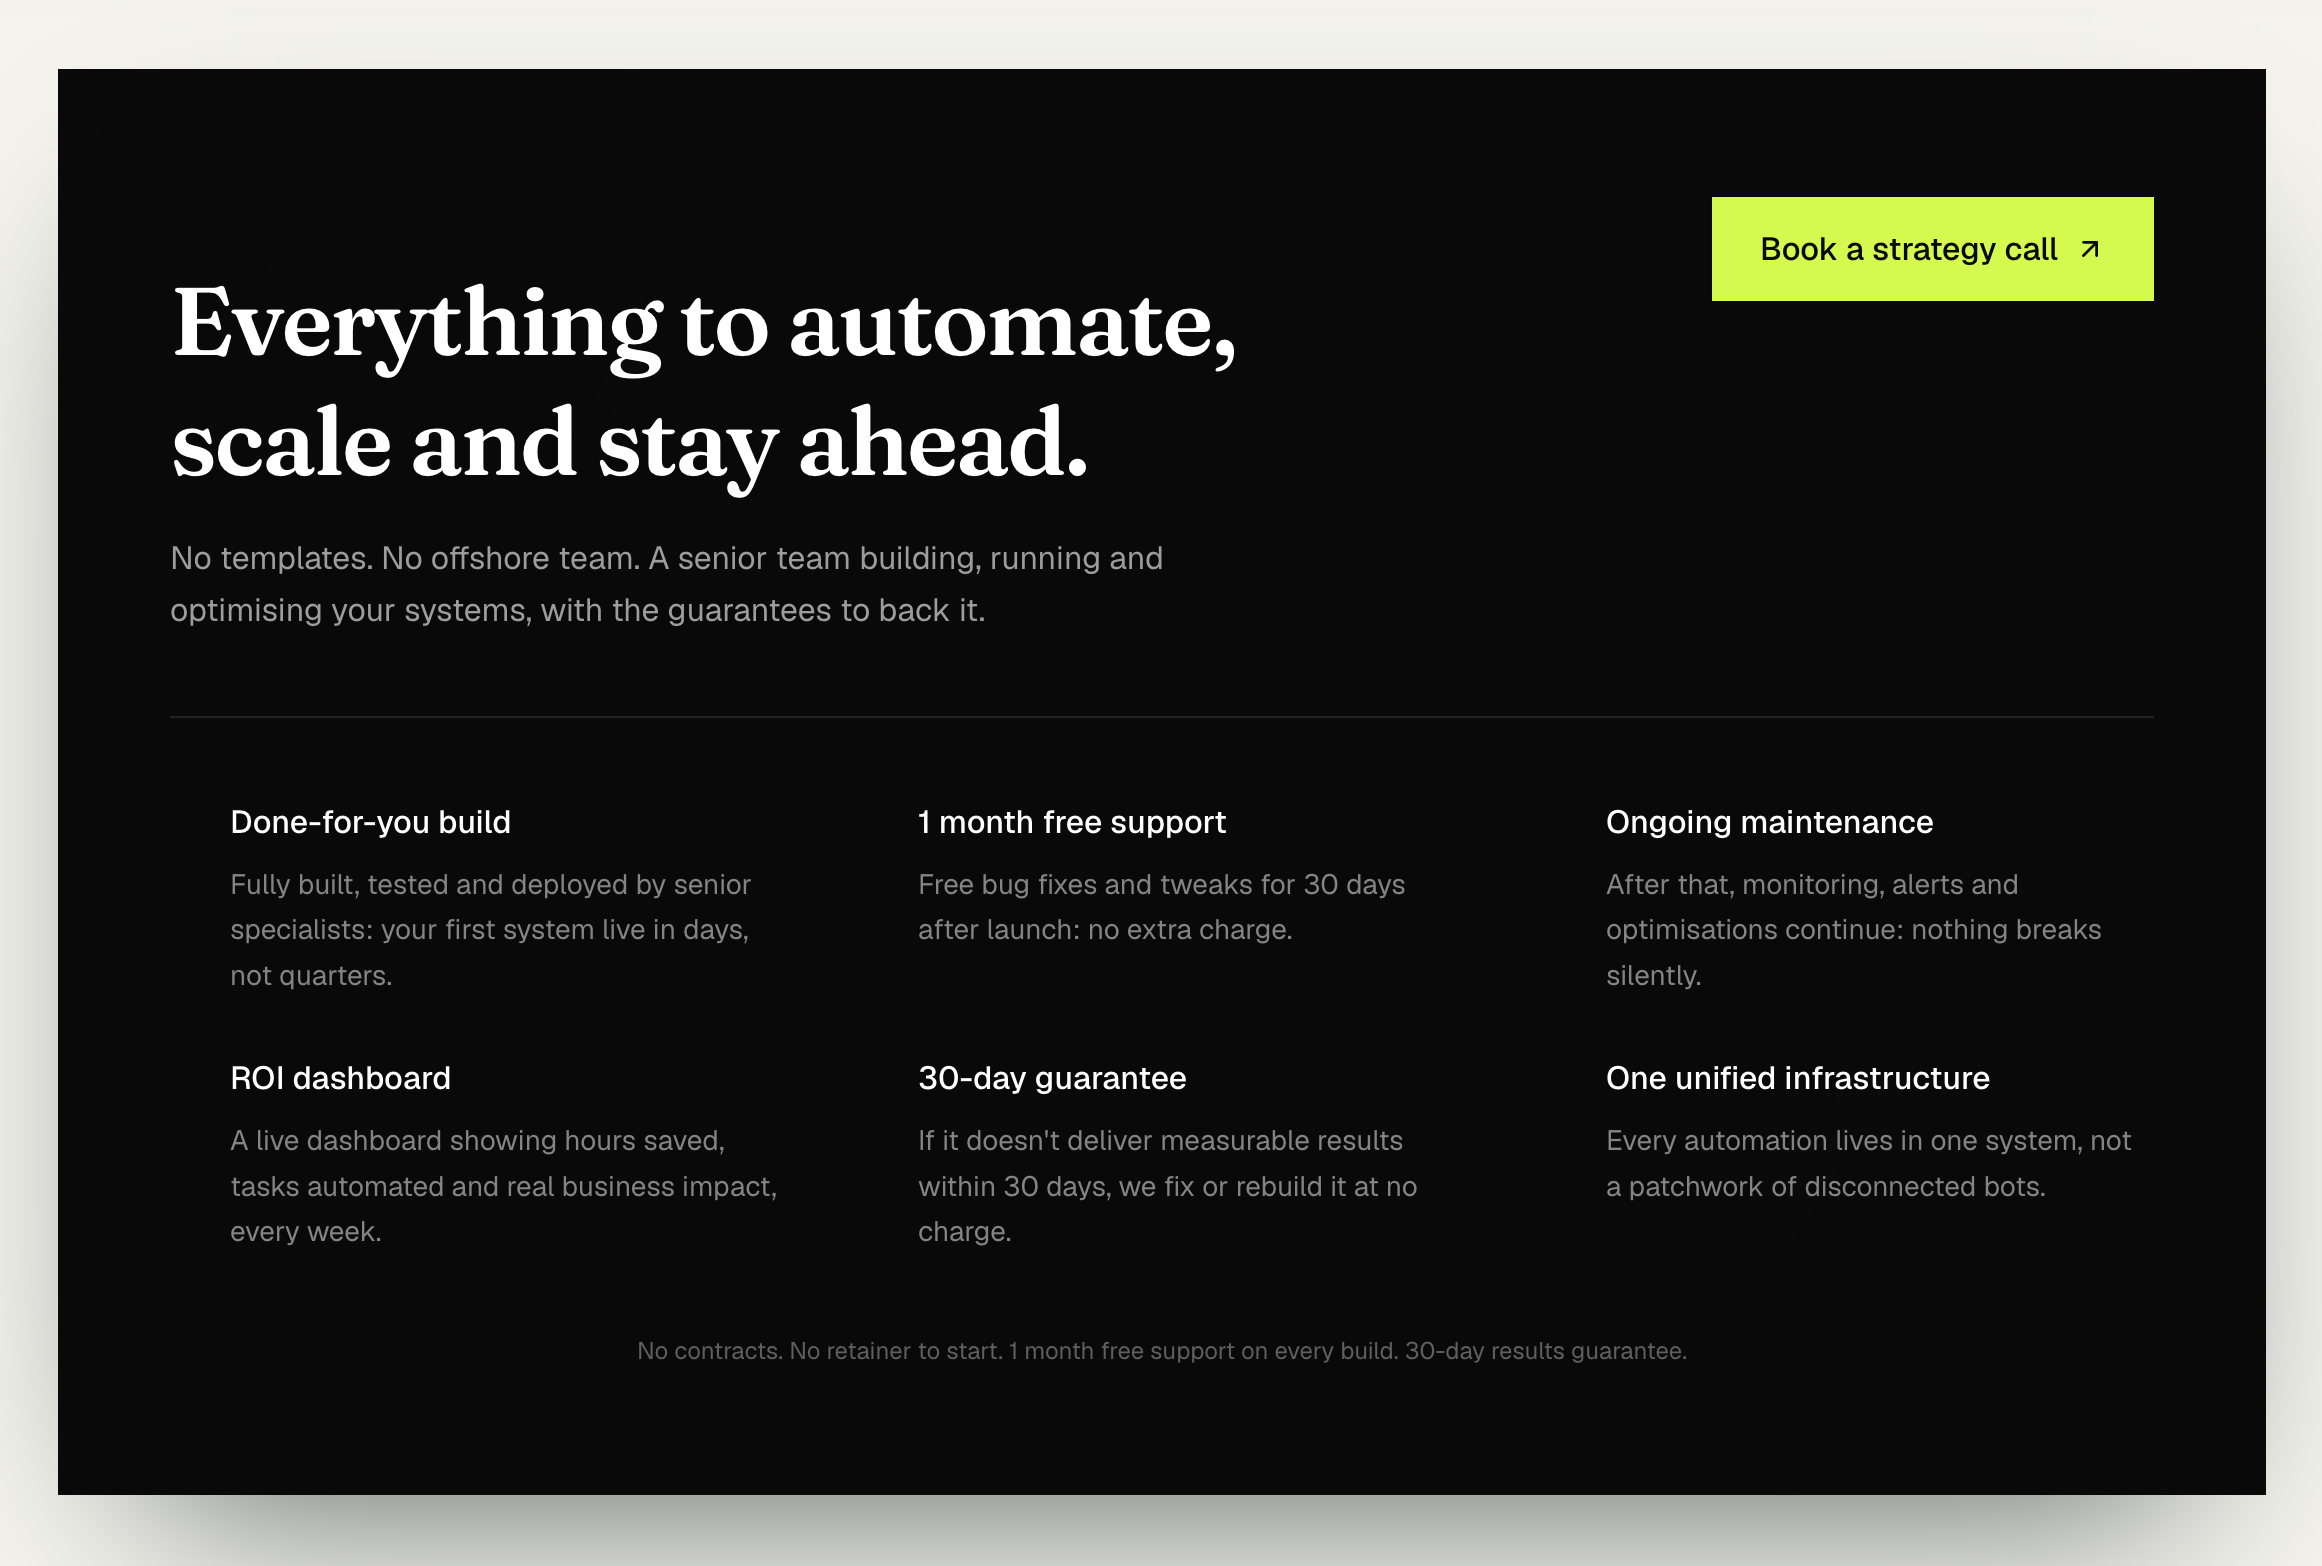 Book a strategy call
Everything to automate,
scale and stay ahead.
No templates. No offshore team. A senior team building, running and
optimising your systems, with the guarantees to back it.
Done-for-you build
Fully built, tested and deployed by senior
specialists: your first system live in days,
not quarters.
1 month free support
Free bug fixes and tweaks for 30 days
after launch: no extra charge.
Ongoing maintenance
After that, monitoring, alerts and
optimisations continue: nothing breaks
silently.
ROI dashboard
A live dashboard showing hours saved,
tasks automated and real business impact,
every week.
30-day guarantee
If it doesn't deliver measurable results
within 30 days, we fix or rebuild it at no
charge.
One unified infrastructure
Every automation lives in one system, not
a patchwork of disconnected bots.
No contracts. No retainer to start. 1 month free support on every build. 30-day results guarantee.